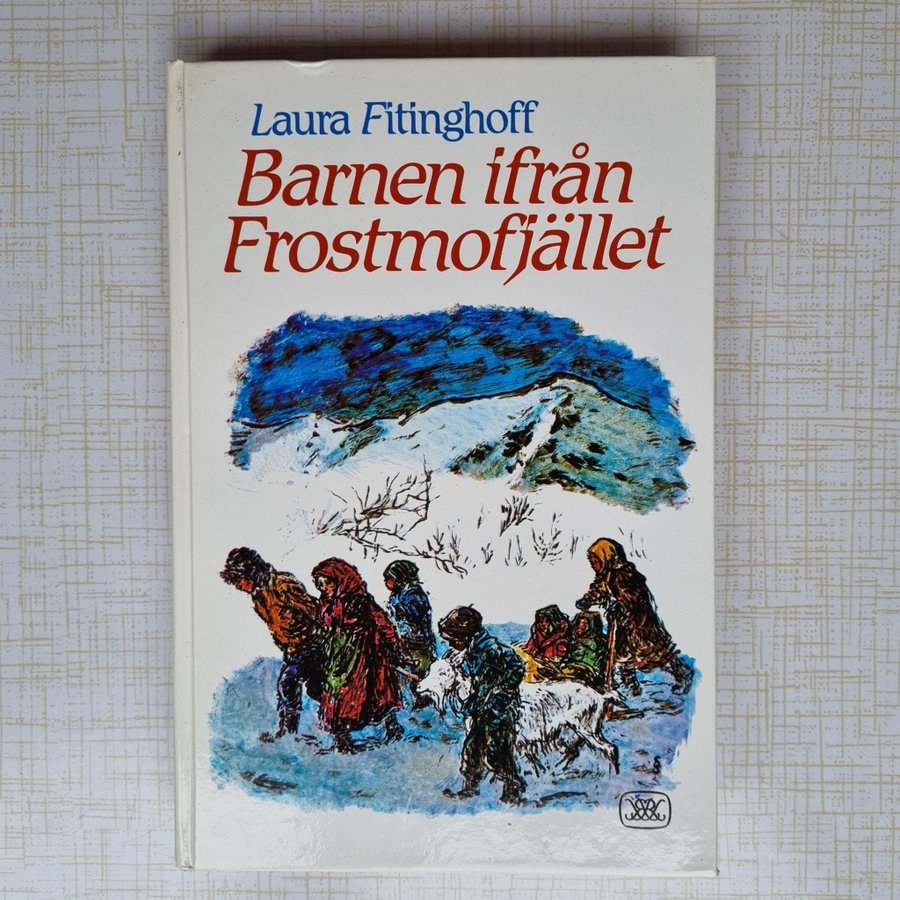 Laura Fitinghoff
Barnen ifrån
Frostmofjället